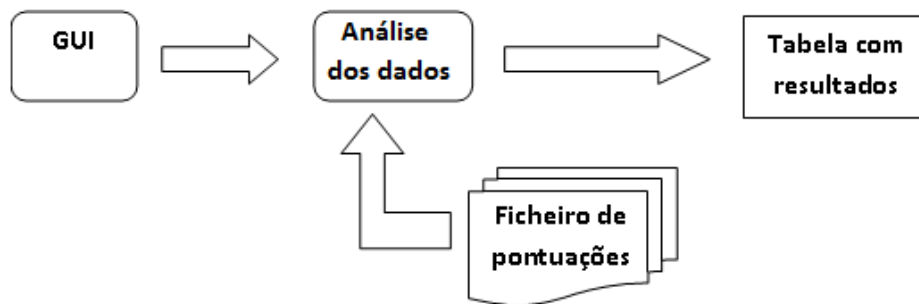 GUI
Análise
dos dados
Tabela com
resultados
Ficheiro de
pontuações